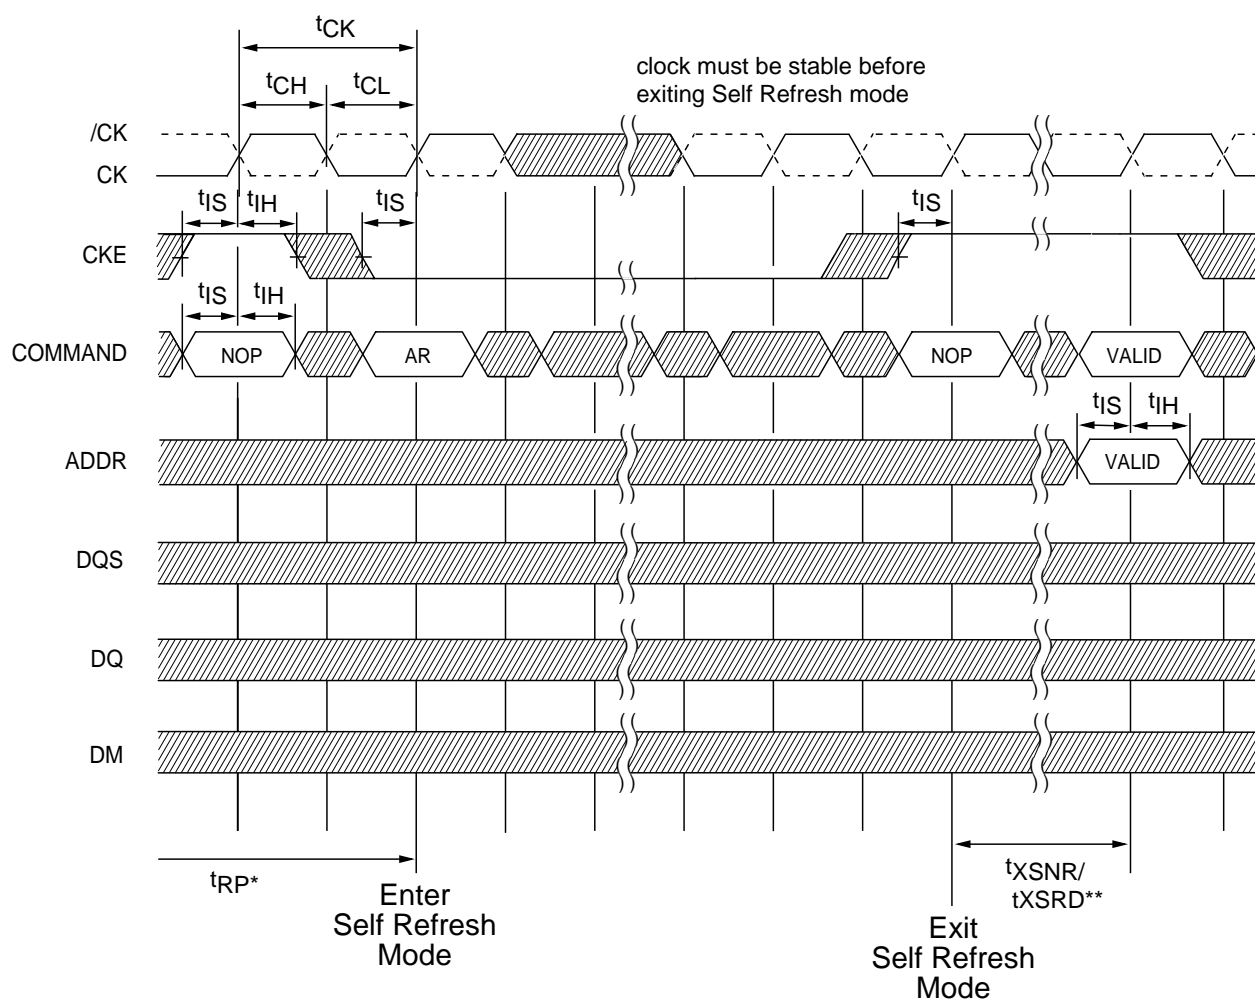 tCK
clock must be stable before
exiting Self Refresh mode
tCH
tCL
/CK
CK
tIS
tIH
tIS
tIS
CKE
tIS
tIH
COMMAND
NOP
AR
NOP
VALID
tIS
tIH
ADDR
VALID
DQS
DQ
DM
tRP*
Enter
Self Refresh
Mode
tXSNR/
tXSRD**
Exit
Self Refresh
Mode